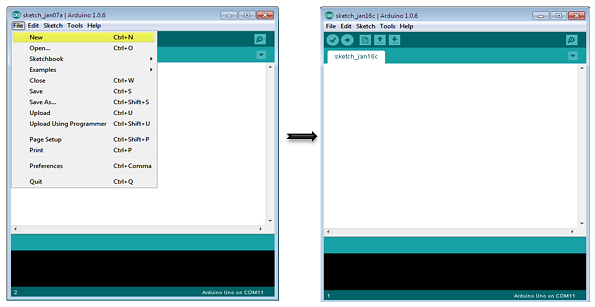 sketch_jan07a | Arduino 1.0.6
File Edit Sketch Tools Help
New Ctrl+N
Open... Ctrl+O
Sketchbook
Examples
Close Ctrl+W
Save Ctrl+S
Save As... Ctrl+Shift+S
Upload Ctrl+U
Upload Using Programmer Ctrl+Shift+U
Page Setup Ctrl+Shift+P
Print Ctrl+P
Preferences Ctrl+Comma
Quit Ctrl+Q
2 Arduino Uno on COM11
sketch_jan16c | Arduino 1.0.6
File Edit Sketch Tools Help
sketch_jan16c
1 Arduino Uno on COM11